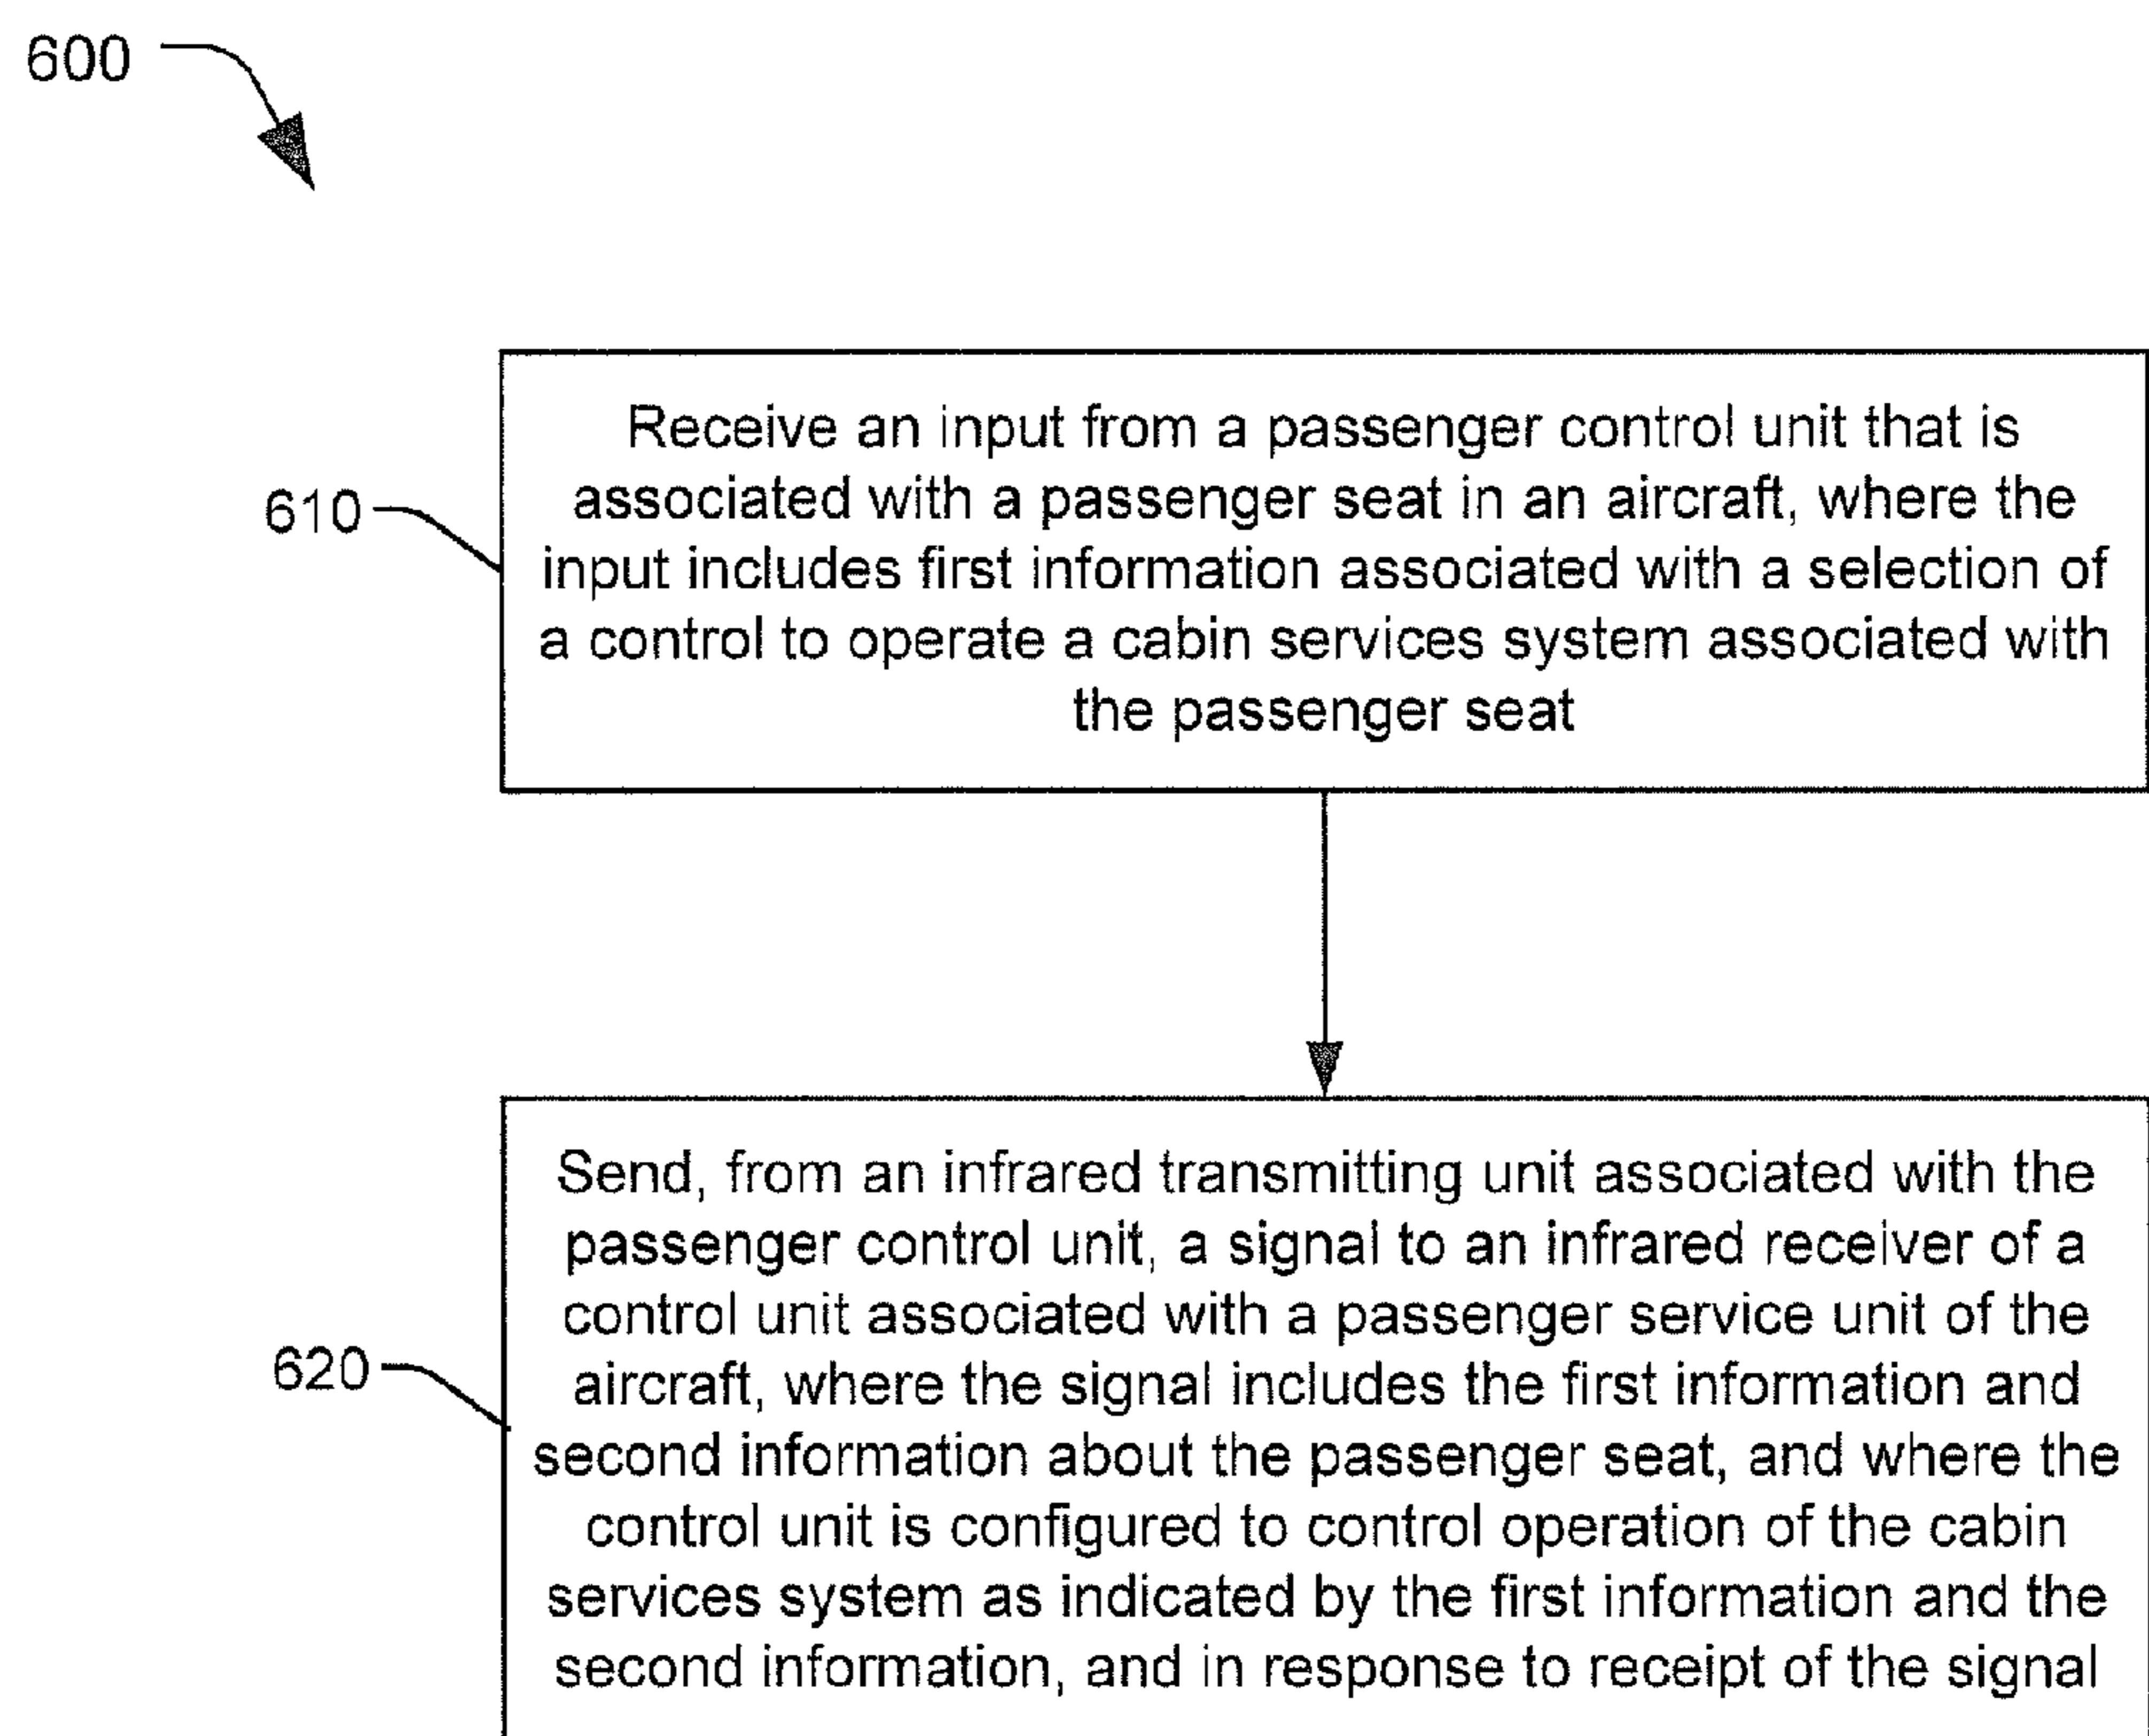 600
610
Receive an input from a passenger control unit that is
associated with a passenger seat in an aircraft, where the
input includes first information associated with a selection of
a control to operate a cabin services system associated with
the passenger seat
620
Send, from an infrared transmitting unit associated with the
passenger control unit, a signal to an infrared receiver of a
control unit associated with a passenger service unit of the
aircraft, where the signal includes the first information and
second information about the passenger seat, and where the
control unit is configured to control operation of the cabin
services system as indicated by the first information and the
second information, and in response to receipt of the signal